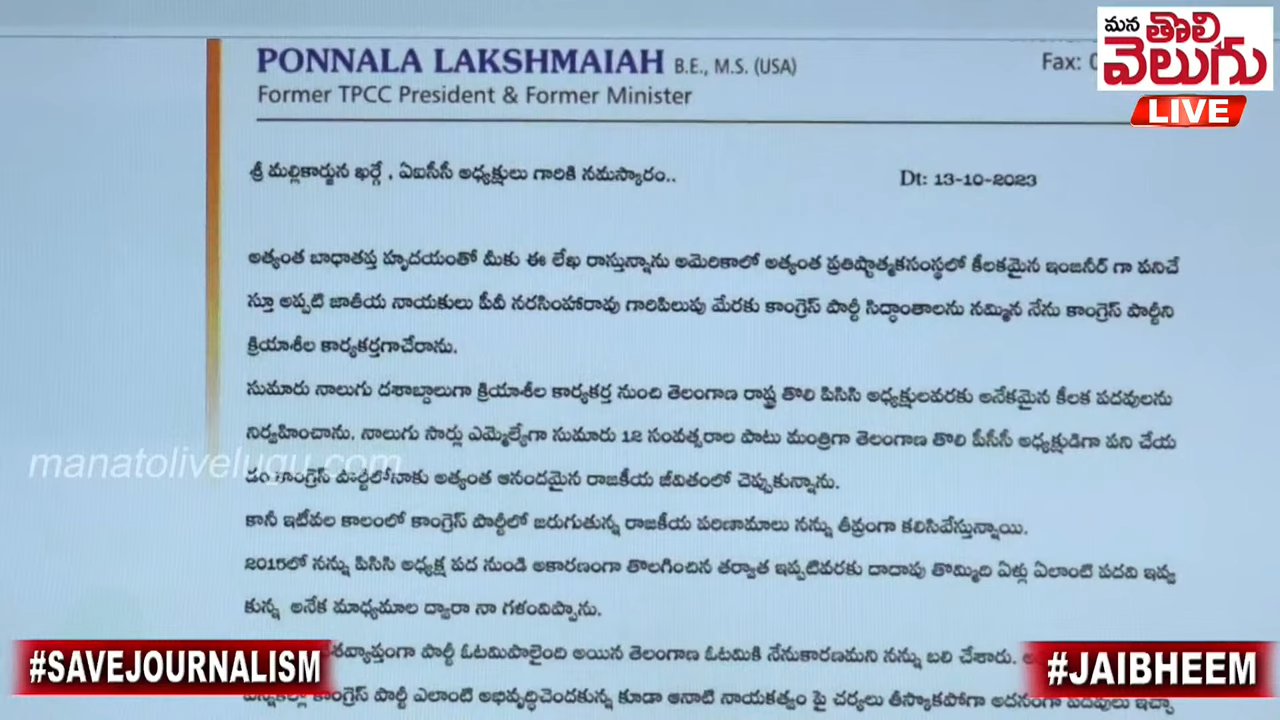 PONNALA LAKSHMAIAH B.E., M.S. (USA)
Fax:
Former TPCC President & Former Minister
మన తొలి
వెలుగు
LIVE
శ్రీ మల్లికార్జున ఖర్గే , ఏఐసీసీ అధ్యక్షులు గారికి నమస్కారం..
Dt: 13-10-2023
అత్యంత బాధాతప్త హృదయంతో మీకు ఈ లేఖ రాస్తున్నాను అమెరికాలో అత్యంత ప్రతిష్టాత్మకసంస్థలో కీలకమైన ఇంజనీర్ గా పనిచే
స్తూ అప్పటి జాతీయ నాయకులు పీవీ నరసింహారావు గారిపిలుపు మేరకు కాంగ్రెస్ పార్టీ సిద్ధాంతాలను నమ్మిన నేను కాంగ్రెస్ పార్టీని
క్రియాశీల కార్యకర్తగాచేరాను.
సుమారు నాలుగు దశాబ్దాలుగా క్రియాశీల కార్యకర్త నుంచి తెలంగాణ రాష్ట్ర తొలి పిసిసి అధ్యక్షులవరకు అనేకమైన కీలక పదవులను
నిర్వహించాను. నాలుగు సార్లు ఎమ్మెల్యేగా సుమారు 12 సంవత్సరాల పాటు మంత్రిగా తెలంగాణ తొలి పీసీసీ అధ్యక్షుడిగా పని చేయ
manatolivelugu.com
పార్టీలోనాకు అత్యంత ఆనందమైన రాజకీయ జీవితంలో చెప్పుకున్నాను.
కానీ ఇటీవల కాలంలో కాంగ్రెస్ పార్టీలో జరుగుతున్న రాజకీయ పరిణామాలు నన్ను తీవ్రంగా కలిసివేస్తున్నాయి.
2015లో నన్ను పిసిసి అధ్యక్ష పద నుండి అకారణంగా తొలగించిన తర్వాత ఇప్పటివరకు దాదాపు తొమ్మిది ఏళ్లు ఏలాంటి పదవి ఇవ్వ
కున్న అనేక మాధ్యమాల ద్వారా నా గళంవిప్పాను.
పార్టీ ఓటమిపాలైంది అయిన తెలంగాణ ఓటమికి నేనుకారణమని నన్ను బలి చేశారు.
కాంగ్రెస్ పార్టీ ఎలాంటి అభివృద్ధిచెందకున్న కూడా ఆనాటి నాయకత్వం పై చర్యలు తీస్కోకపోగా అదనంగా పదవులు
#SAVEJOURNALISM
#JAIBHEEM